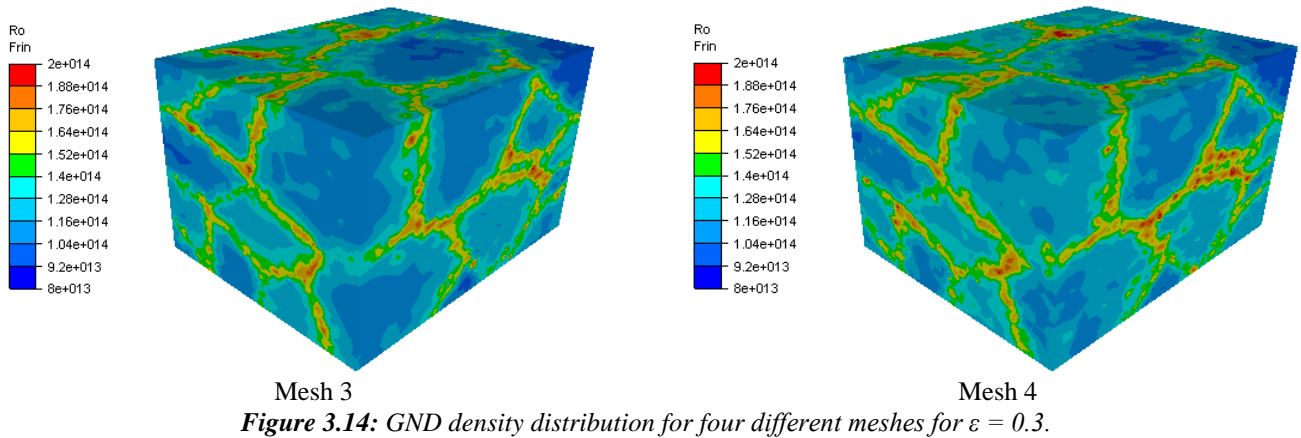 Ro
Frin
2e+014
1.88e+014
1.76e+014
1.64e+014
1.52e+014
1.4e+014
1.28e+014
1.16e+014
1.04e+014
9.2e+013
8e+013
Ro
Frin
2e+014
1.88e+014
1.76e+014
1.64e+014
1.52e+014
1.4e+014
1.28e+014
1.16e+014
1.04e+014
9.2e+013
8e+013
Mesh 3
Mesh 4
Figure 3.14: GND density distribution for four different meshes for ε = 0.3.